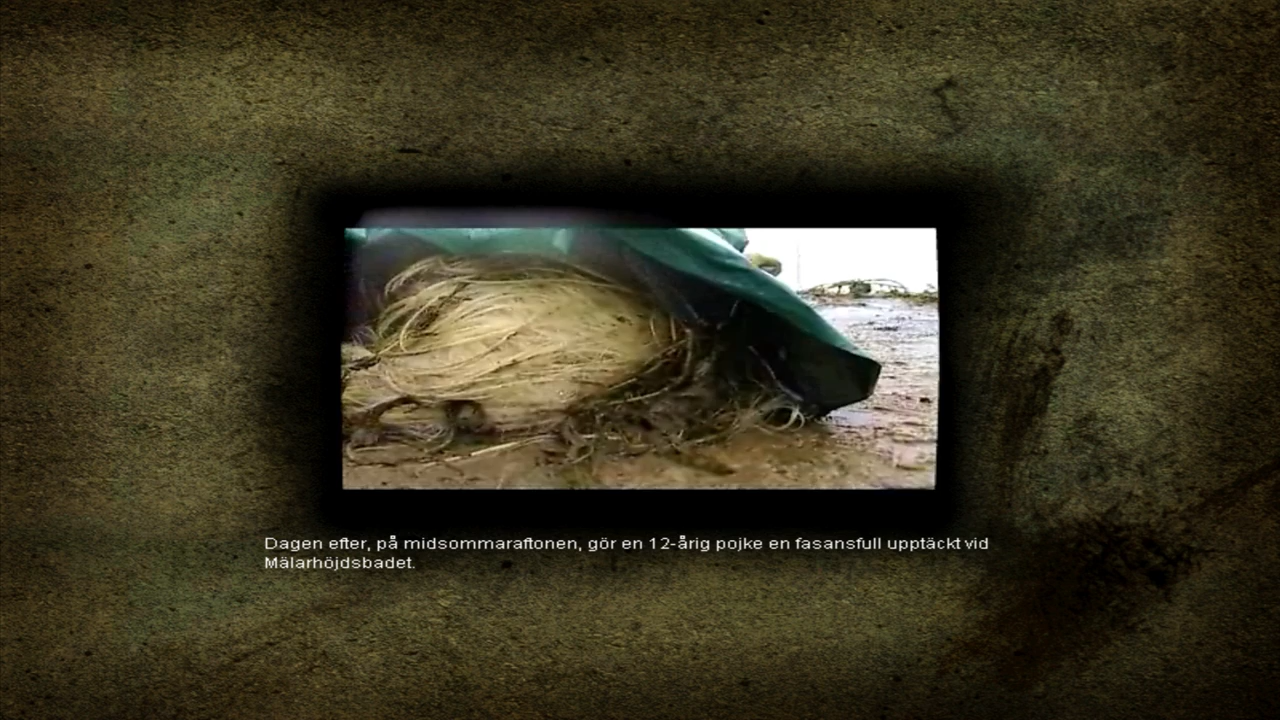 Dagen efter, på midsommaraftonen, gör en 12-årig pojke en fasansfull upptäckt vid
Mälarhöjdsbadet.